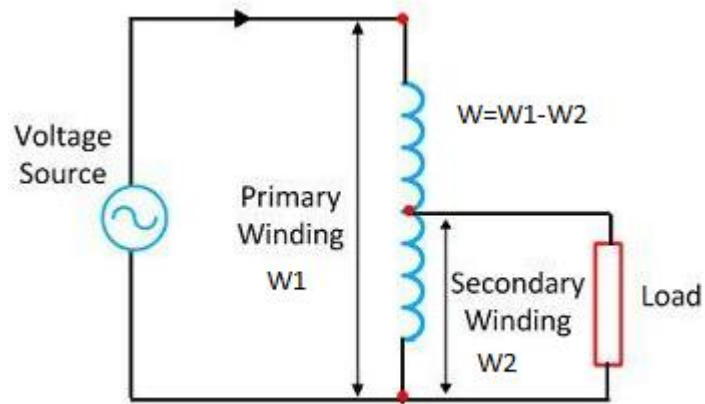 Voltage
Source
Primary
Winding
W1
W=W1-W2
Secondary
Winding
W2
Load